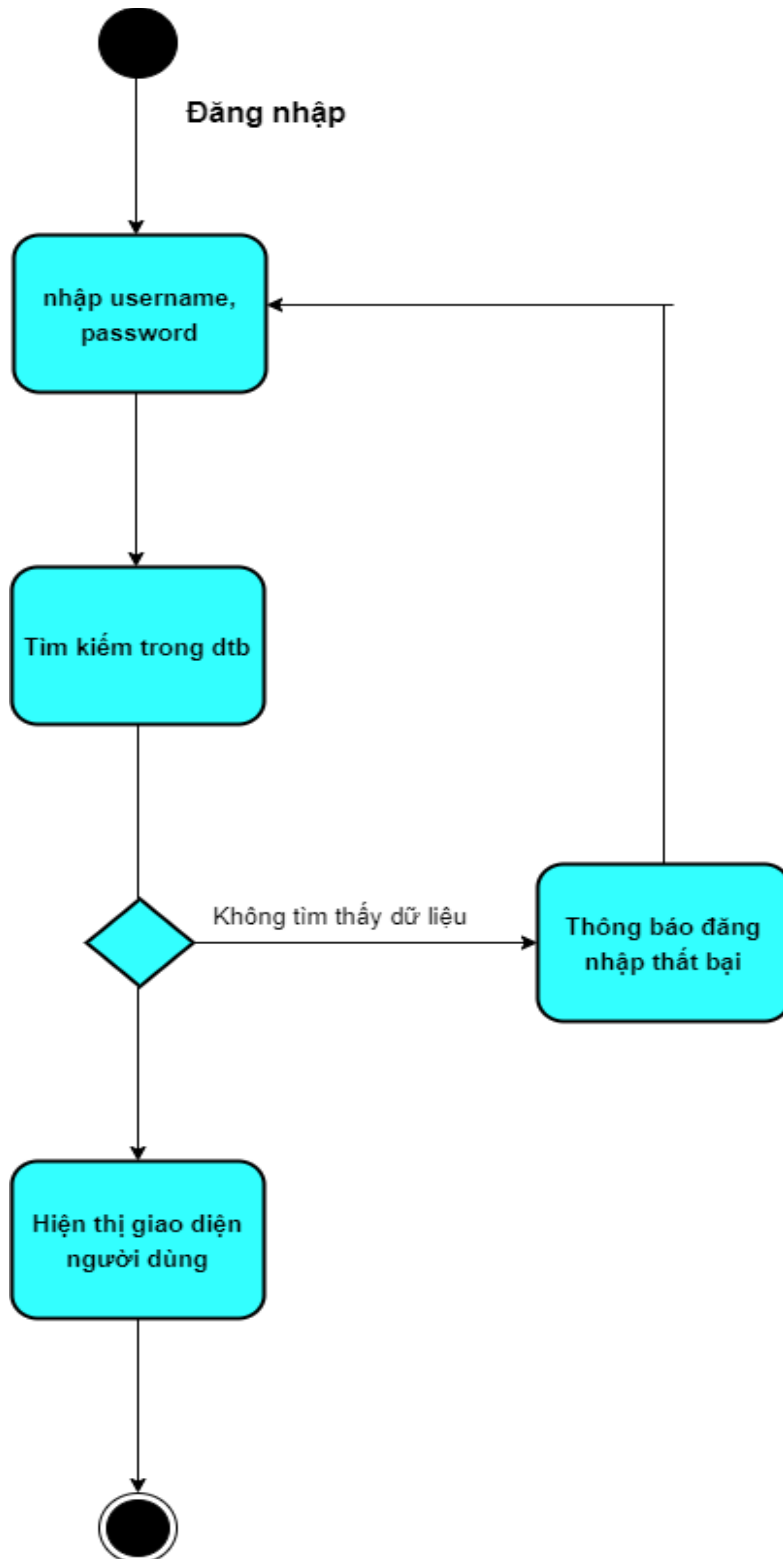 Đăng nhập
nhập username,
password
Tìm kiếm trong dtb
Không tìm thấy dữ liệu
Thông báo đăng
nhập thất bại
Hiện thị giao diện
người dùng